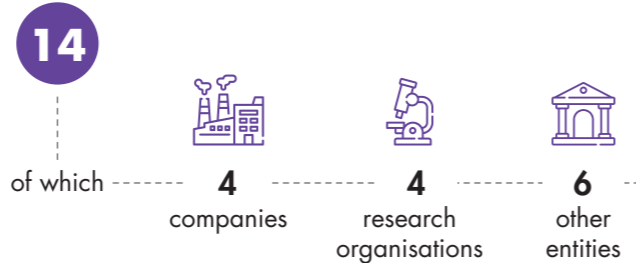 14
of which
4
companies
4
research
organisations
6
other
entities